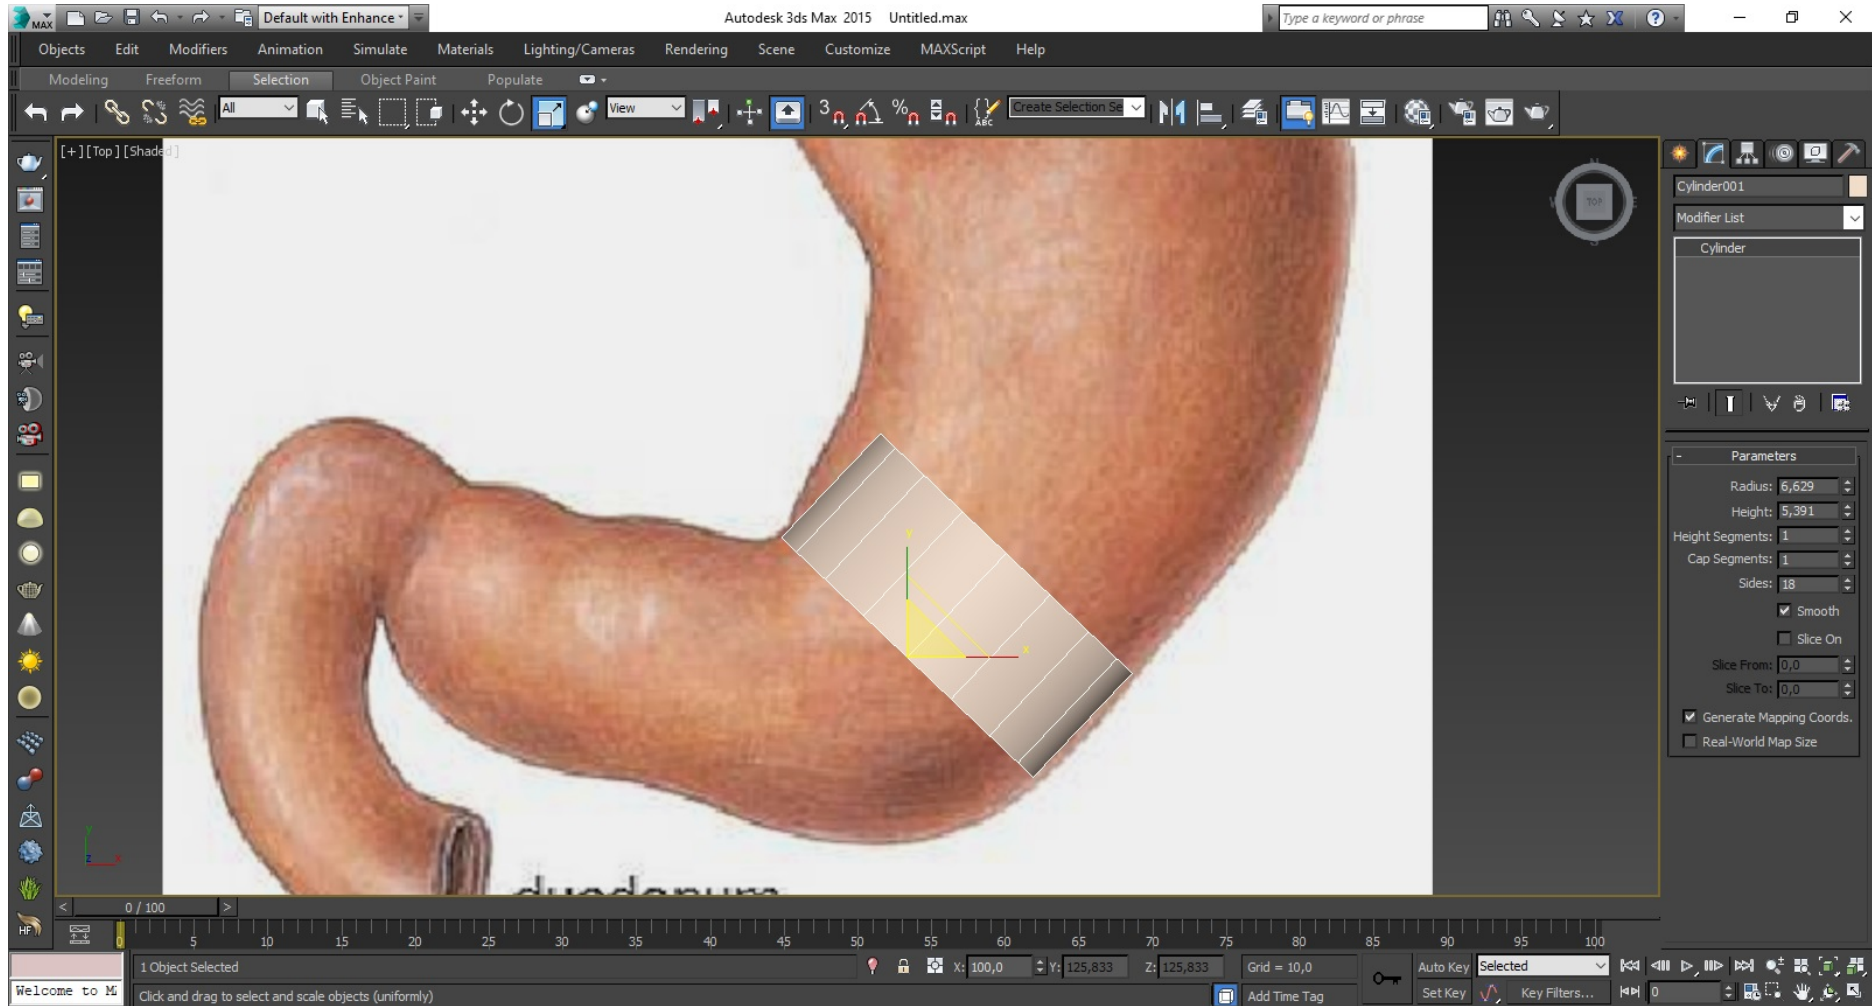 MAX Default with Enhance Autodesk 3ds Max 2015 Untitled.max Type a keyword or phrase
Objects Edit Modifiers Animation Simulate Materials Lighting/Cameras Rendering Scene Customize MAXScript Help
Modeling Freeform Selection Object Paint Populate
All View 3 % ABC Create Selection Se
[+][Top][Shaded]
TOP
Cylinder001
Modifier List
Cylinder
Parameters
Radius: 6,629
Height: 5,391
Height Segments: 1
Cap Segments: 1
Sides: 18
Smooth
Slice On
Slice From: 0,0
Slice To: 0,0
Generate Mapping Coords.
Real-World Map Size
y
x
y
z x
HF
< 0 / 100 >
0 5 10 15 20 25 30 35 40 45 50 55 60 65 70 75 80 85 90 95 100
1 Object Selected X: 100,0 Y: 125,833 Z: 125,833 Grid = 10,0 Auto Key Selected
Welcome to M Click and drag to select and scale objects (uniformly) Add Time Tag Set Key Key Filters... 0